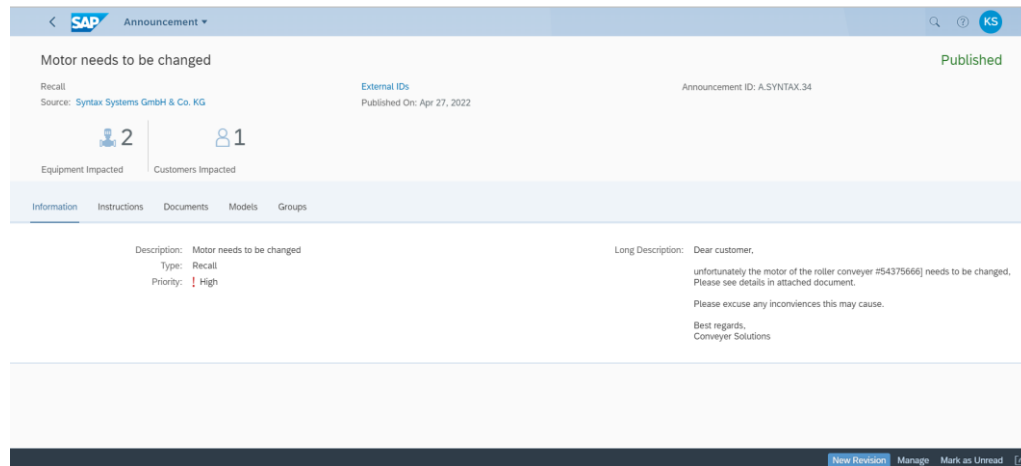 SAP Announcement
KS
Motor needs to be changed
Published
Recall
External IDs
Announcement ID: A.SYNTAX.34
Source: Syntax Systems GmbH & Co. KG
Published On: Apr 27, 2022
2
1
Equipment Impacted
Customers Impacted
Information Instructions Documents Models Groups
Description: Motor needs to be changed
Type: Recall
Priority: ! High
Long Description: Dear customer,
unfortunately the motor of the roller conveyer #54375666] needs to be changed,
Please see details in attached document.
Please excuse any inconviences this may cause.
Best regards,
Conveyer Solutions
New Revision Manage Mark as Unread